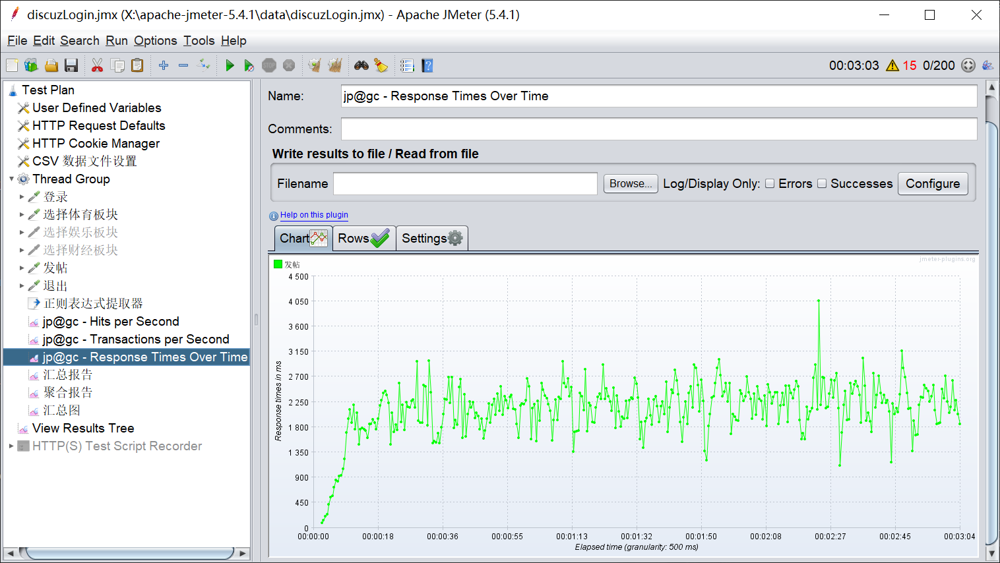 discuzLogin.jmx (X:\apache-jmeter-5.4.1\data\discuzLogin.jmx) - Apache JMeter (5.4.1)
File Edit Search Run Options Tools Help
STOP
00:03:03 15 0/200
Test Plan
User Defined Variables
HTTP Request Defaults
HTTP Cookie Manager
CSV 数据文件设置
Thread Group
登录
选择体育板块
选择娱乐板块
选择财经板块
发帖
退出
正则表达式提取器
jp@gc - Hits per Second
jp@gc - Transactions per Second
jp@gc - Response Times Over Time
汇总报告
聚合报告
汇总图
View Results Tree
HTTP(S) Test Script Recorder
Name: jp@gc - Response Times Over Time
Comments:
Write results to file / Read from file
Filename Browse... Log/Display Only: Errors Successes Configure
Help on this plugin
Chart Rows Settings
发帖
jmeter-plugins.org
4 500
4 050
3 600
3 150
2 700
2 250
1 800
1 350
900
450
0
Response times in ms
00:00:00 00:00:18 00:00:36 00:00:55 00:01:13 00:01:32 00:01:50 00:02:08 00:02:27 00:02:45 00:03:04
Elapsed time (granularity: 500 ms)